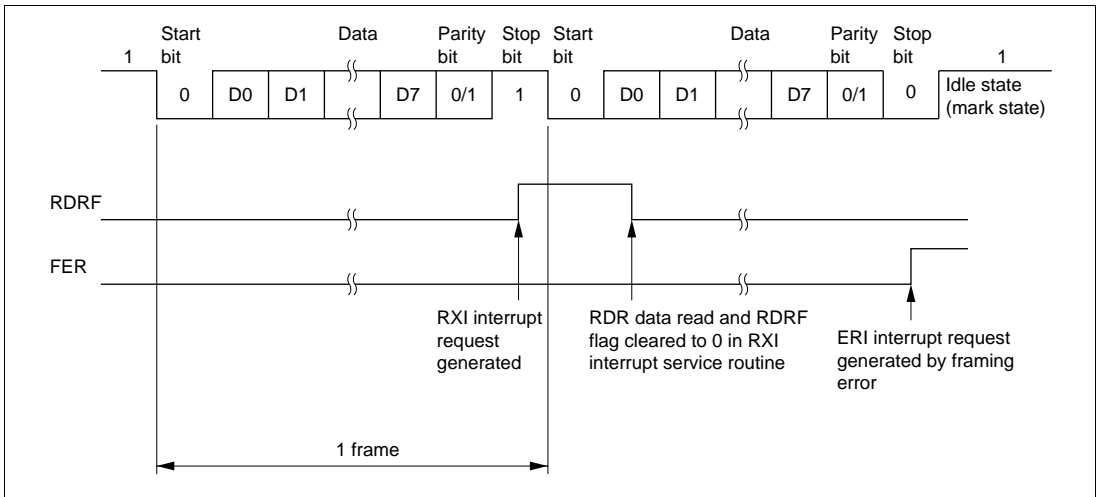 Start Data Parity Stop Start Data Parity Stop
1 bit bit bit bit bit bit 1
0 D0 D1 D7 0/1 1 0 D0 D1 D7 0/1 0 Idle state
(mark state)
RDRF
FER
RXI interrupt
request
generated
RDR data read and RDRF
flag cleared to 0 in RXI
interrupt service routine
ERI interrupt request
generated by framing
error
1 frame